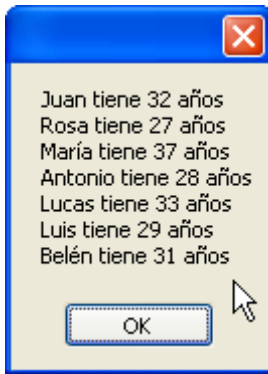 Juan tiene 32 años
Rosa tiene 27 años
María tiene 37 años
Antonio tiene 28 años
Lucas tiene 33 años
Luis tiene 29 años
Belén tiene 31 años
OK